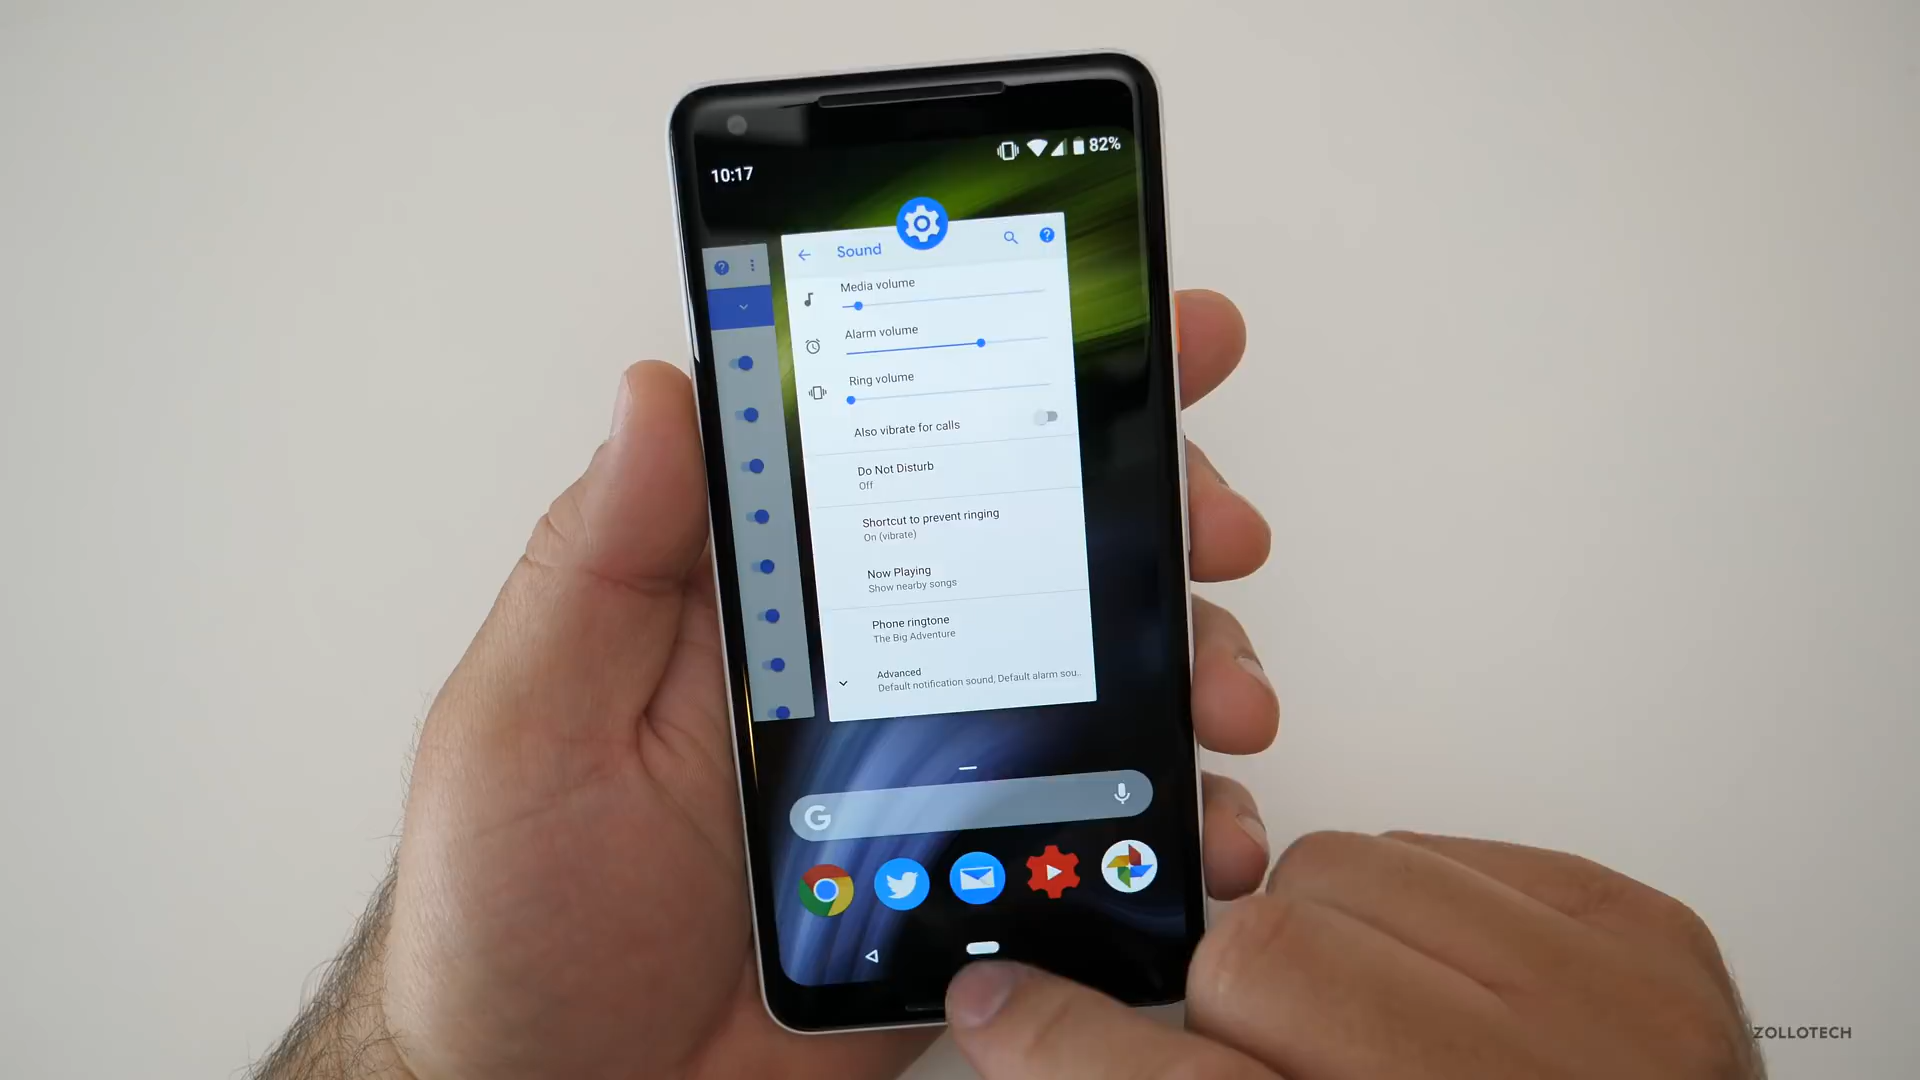 10:17
82%
Sound
Media volume
Alarm volume
Ring volume
Also vibrate for calls
Do Not Disturb
Off
Shortcut to prevent ringing
On (vibrate)
Now Playing
Show nearby songs
Phone ringtone
The Big Adventure
Advanced
Default notification sound, Default alarm sou..
G
ZOLLOTECH